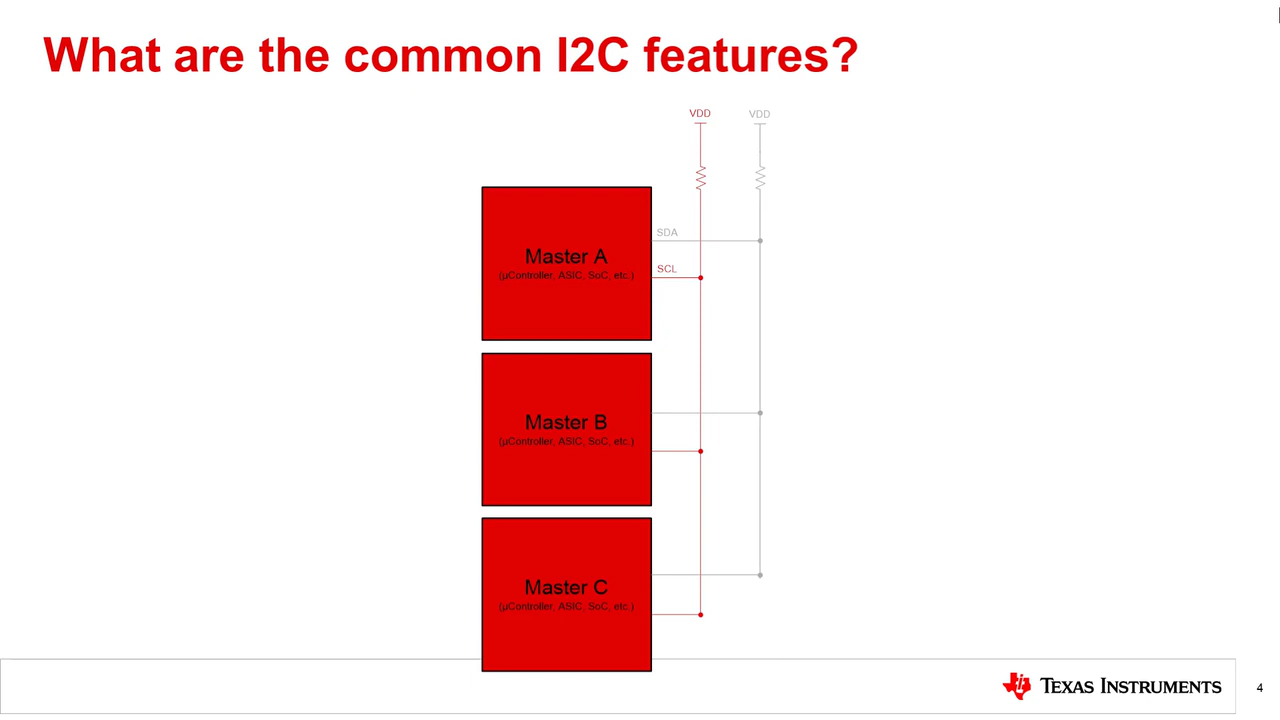 What are the common I2C features?
VDD
VDD
SDA
SCL
Master A
(µController, ASIC, SoC, etc.)
Master B
(µController, ASIC, SoC, etc.)
Master C
(µController, ASIC, SoC, etc.)
TEXAS INSTRUMENTS
4